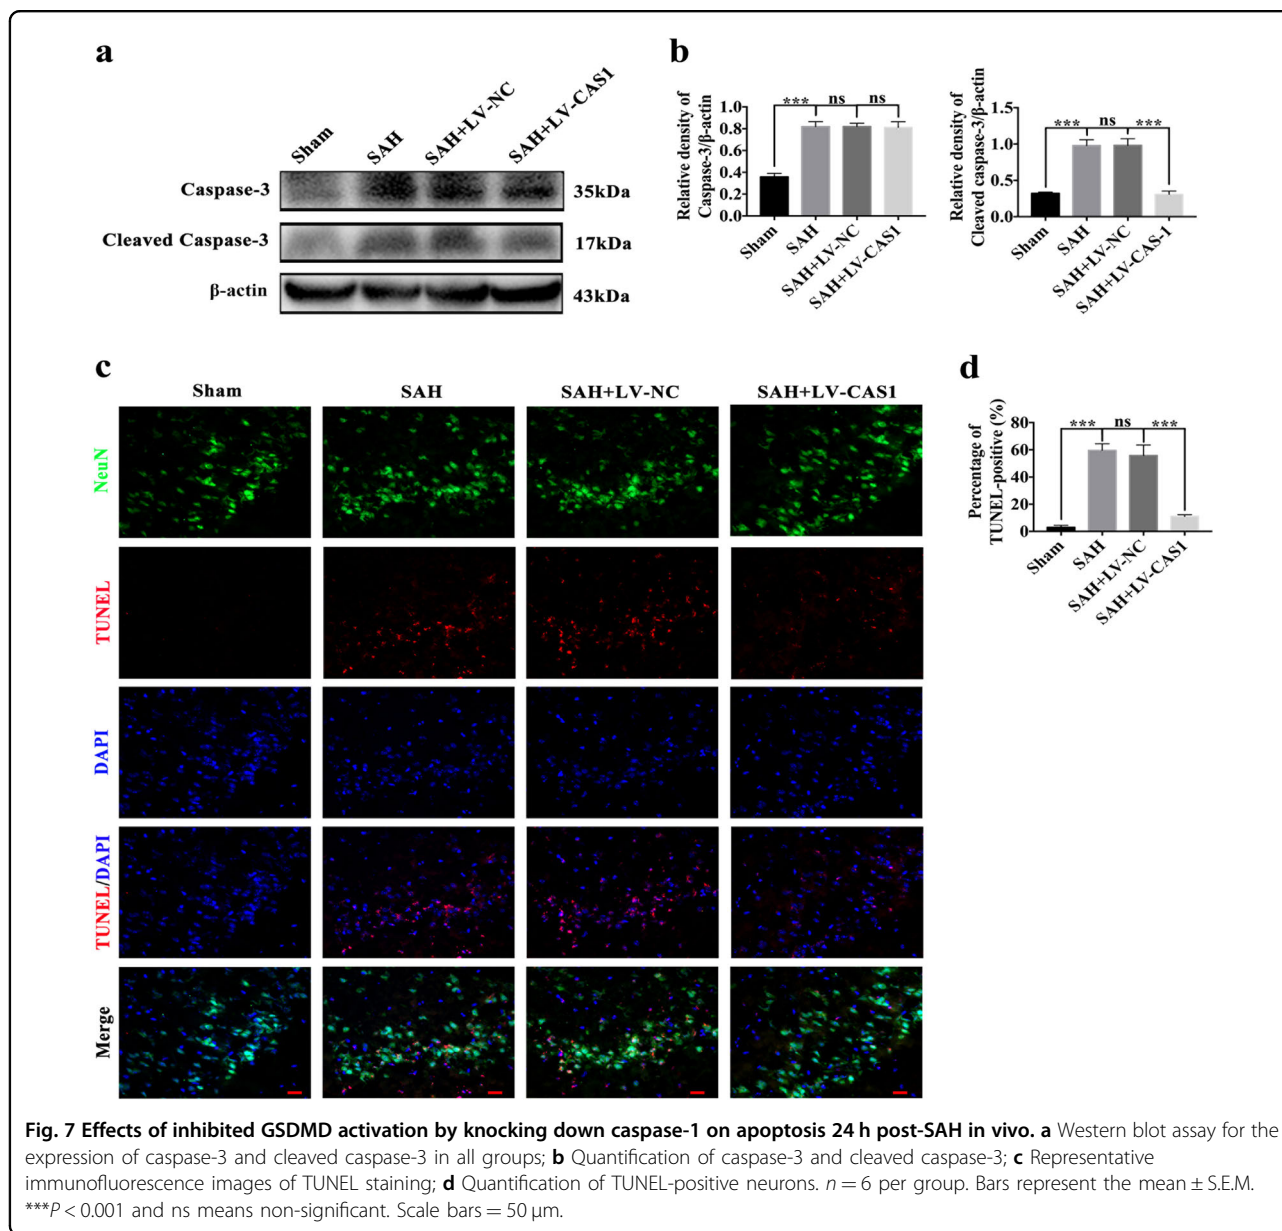 a
Sham
SAH
SAH+LV-NC
SAH+LV-CAS1
Caspase-3
35kDa
Cleaved Caspase-3
17kDa
β-actin
43kDa
b
Relative density of
Caspase-3/β-actin
1.0
0.8
0.6
0.4
0.2
0.0
***
ns
ns
Sham
SAH
SAH+LV-NC
SAH+LV-CAS1
Relative density of
Cleaved caspase-3/β-actin
1.5
1.0
0.5
0.0
***
ns
***
Sham
SAH
SAH+LV-NC
SAH+LV-CAS-1
c
Sham
SAH
SAH+LV-NC
SAH+LV-CAS1
NeuN
TUNEL
DAPI
TUNEL/DAPI
Merge
d
Percentage of
TUNEL-positive (%)
80
60
40
20
0
***
ns
***
Sham
SAH
SAH+LV-NC
SAH+LV-CAS1
Fig. 7 Effects of inhibited GSDMD activation by knocking down caspase-1 on apoptosis 24 h post-SAH in vivo. a Western blot assay for the
expression of caspase-3 and cleaved caspase-3 in all groups; b Quantification of caspase-3 and cleaved caspase-3; c Representative
immunofluorescence images of TUNEL staining; d Quantification of TUNEL-positive neurons. n = 6 per group. Bars represent the mean ± S.E.M.
***P < 0.001 and ns means non-significant. Scale bars = 50 μm.